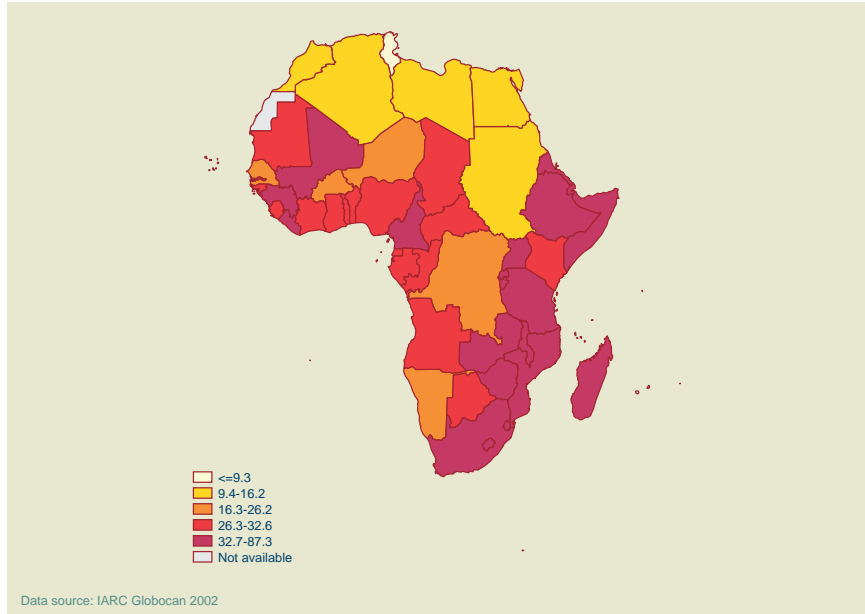 <=9.3
9.4-16.2
16.3-26.2
26.3-32.6
32.7-87.3
Not available
Data source: IARC Globocan 2002